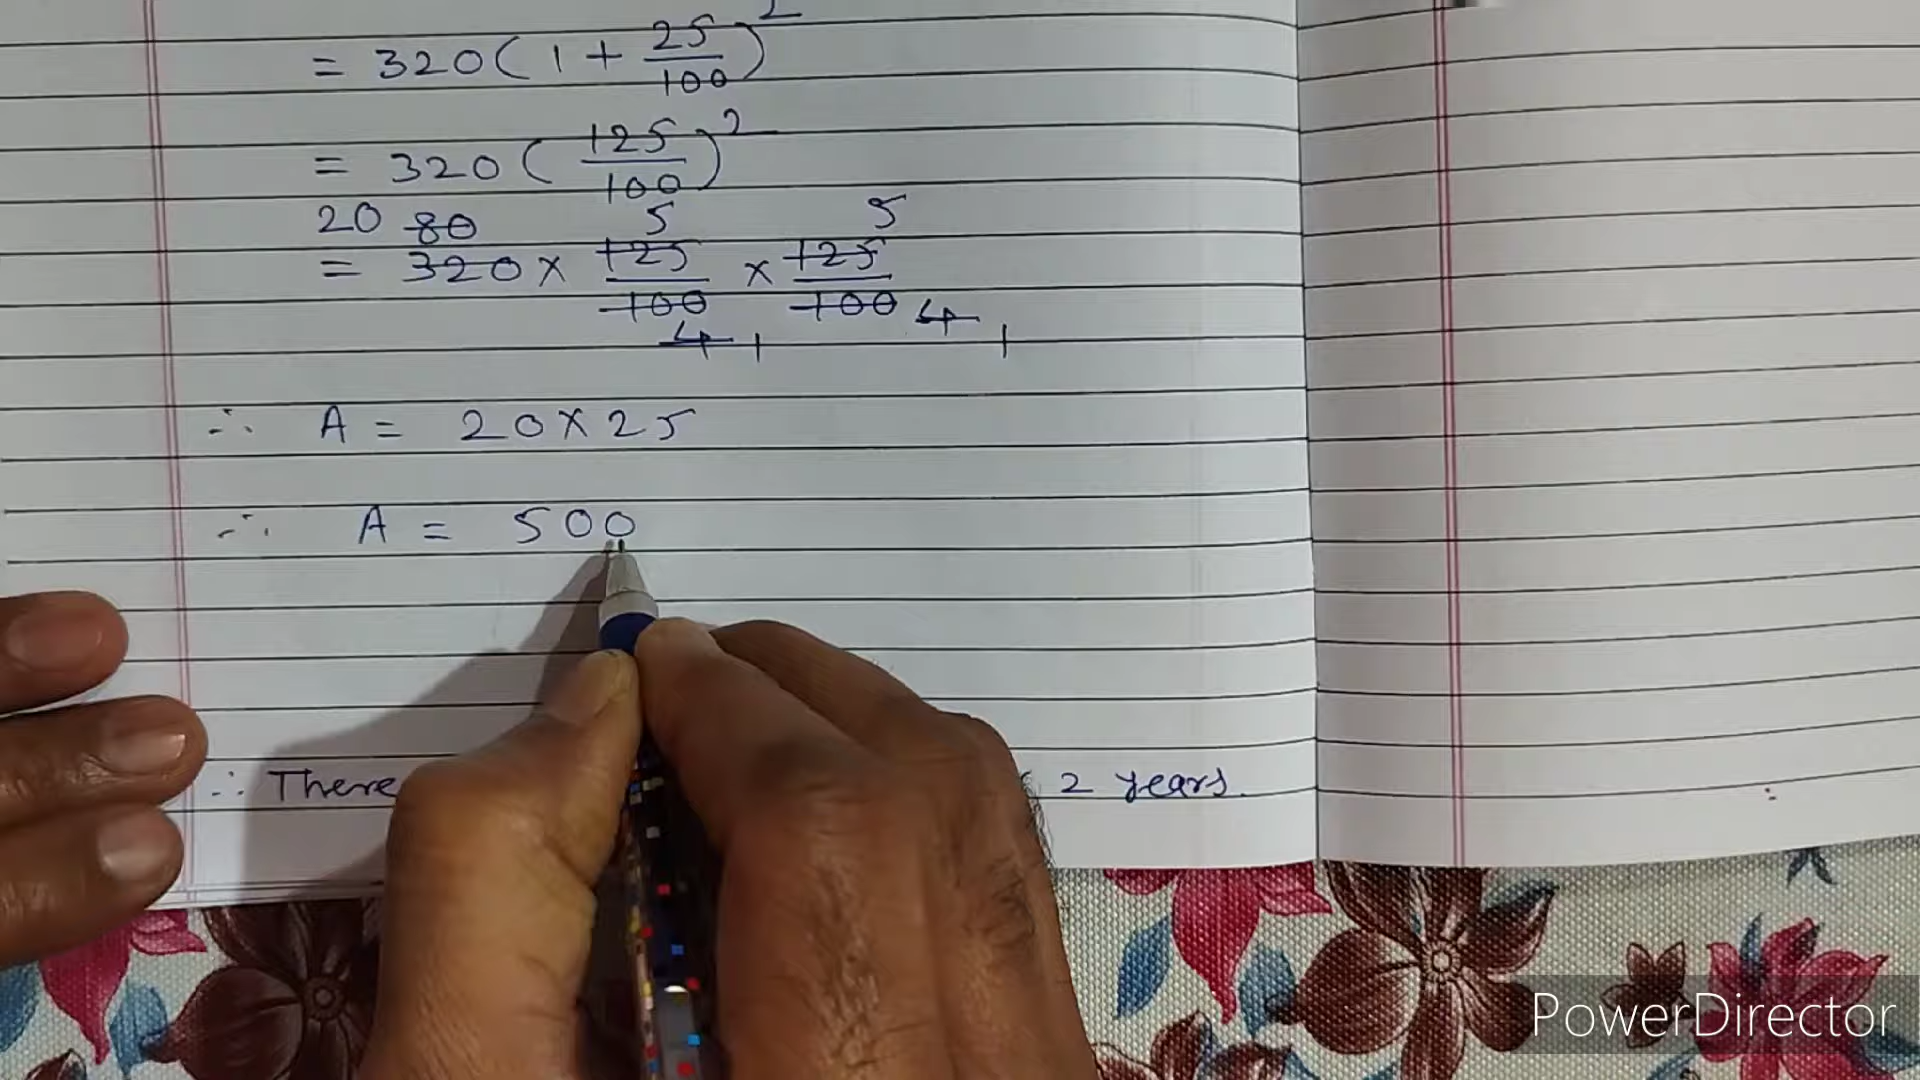 = 320(1 + 25/100)²
= 320(125/100)²
20 80 5 5
= 320 × 125/100 × 125/100
4 1 4 1
∴ A = 20×25
∴ A = 500
∴ There 2 years.
PowerDirector